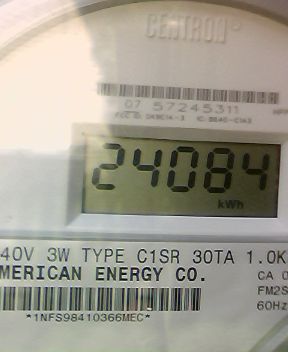 CENTRON
07 57245311
24084
kWh
40V 3W TYPE C1SR 30TA 1.0K
MERICAN ENERGY CO.
CA 0
FM2S
60Hz
*1NFS98410366MEC*